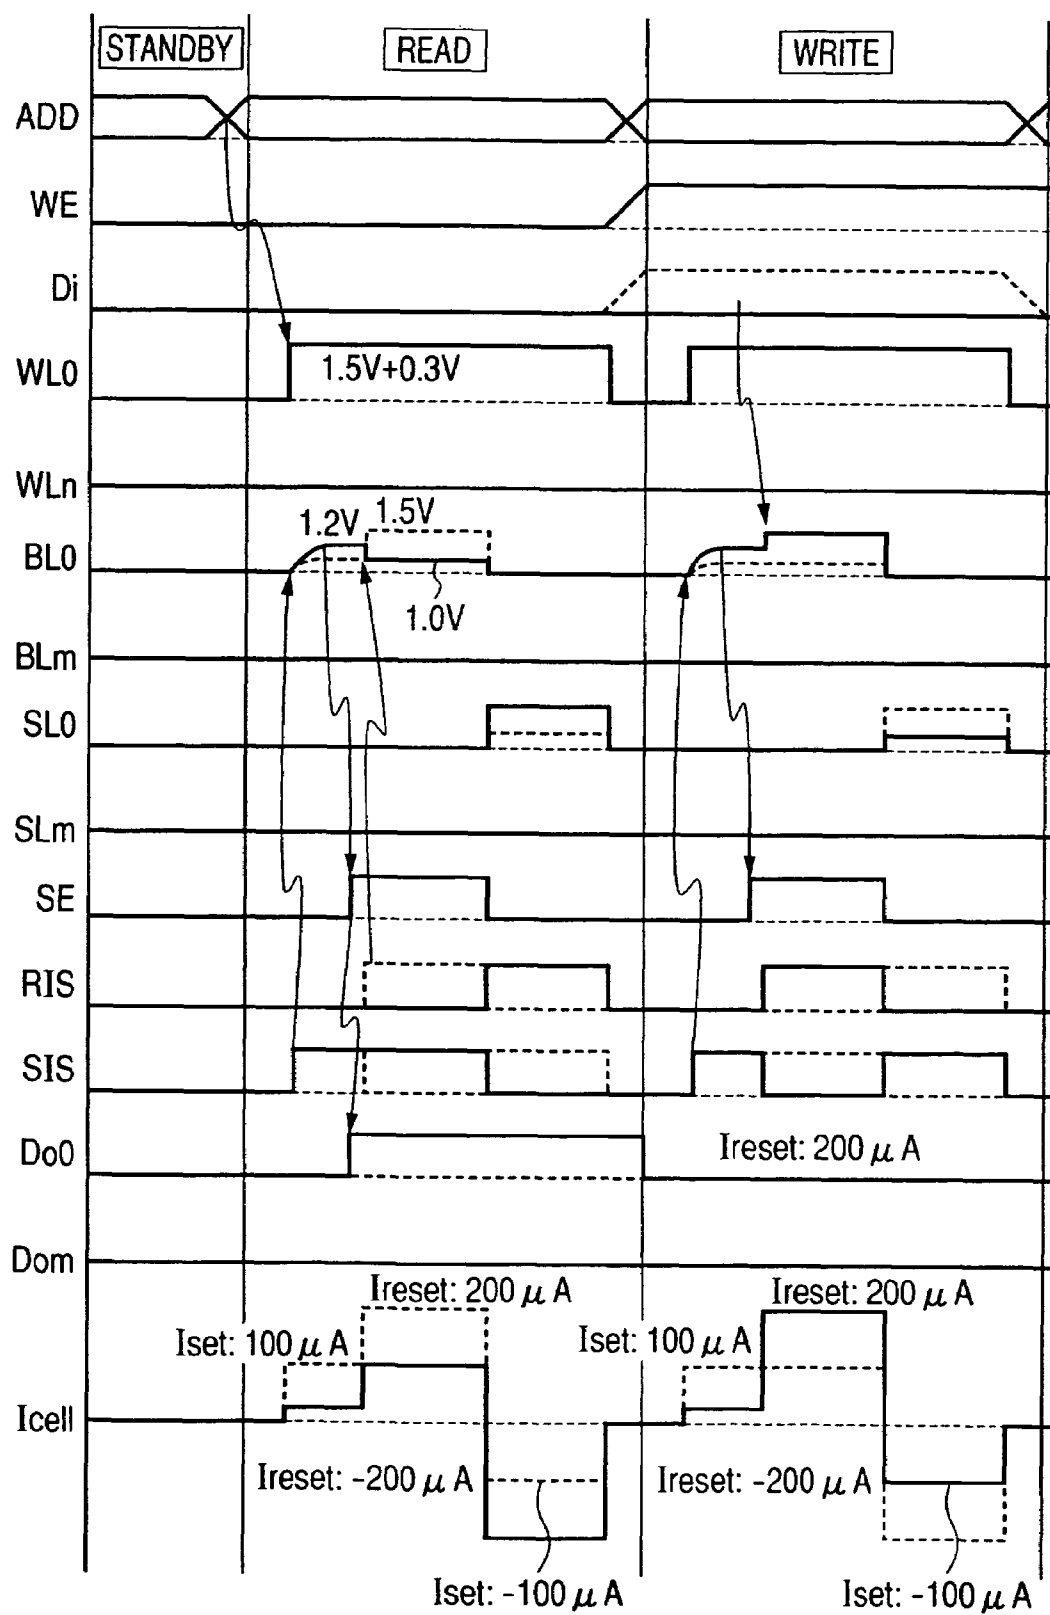 STANDBY READ WRITE
ADD
WE
Di
WL0 1.5V+0.3V
WLn
1.2V 1.5V
BL0
1.0V
BLm
SL0
SLm
SE
RIS
SIS
Do0 Ireset: 200 μ A
Dom
Ireset: 200 μ A Ireset: 200 μ A
Iset: 100 μ A Iset: 100 μ A
Icell
Ireset: -200 μ A Ireset: -200 μ A
Iset: -100 μ A Iset: -100 μ A